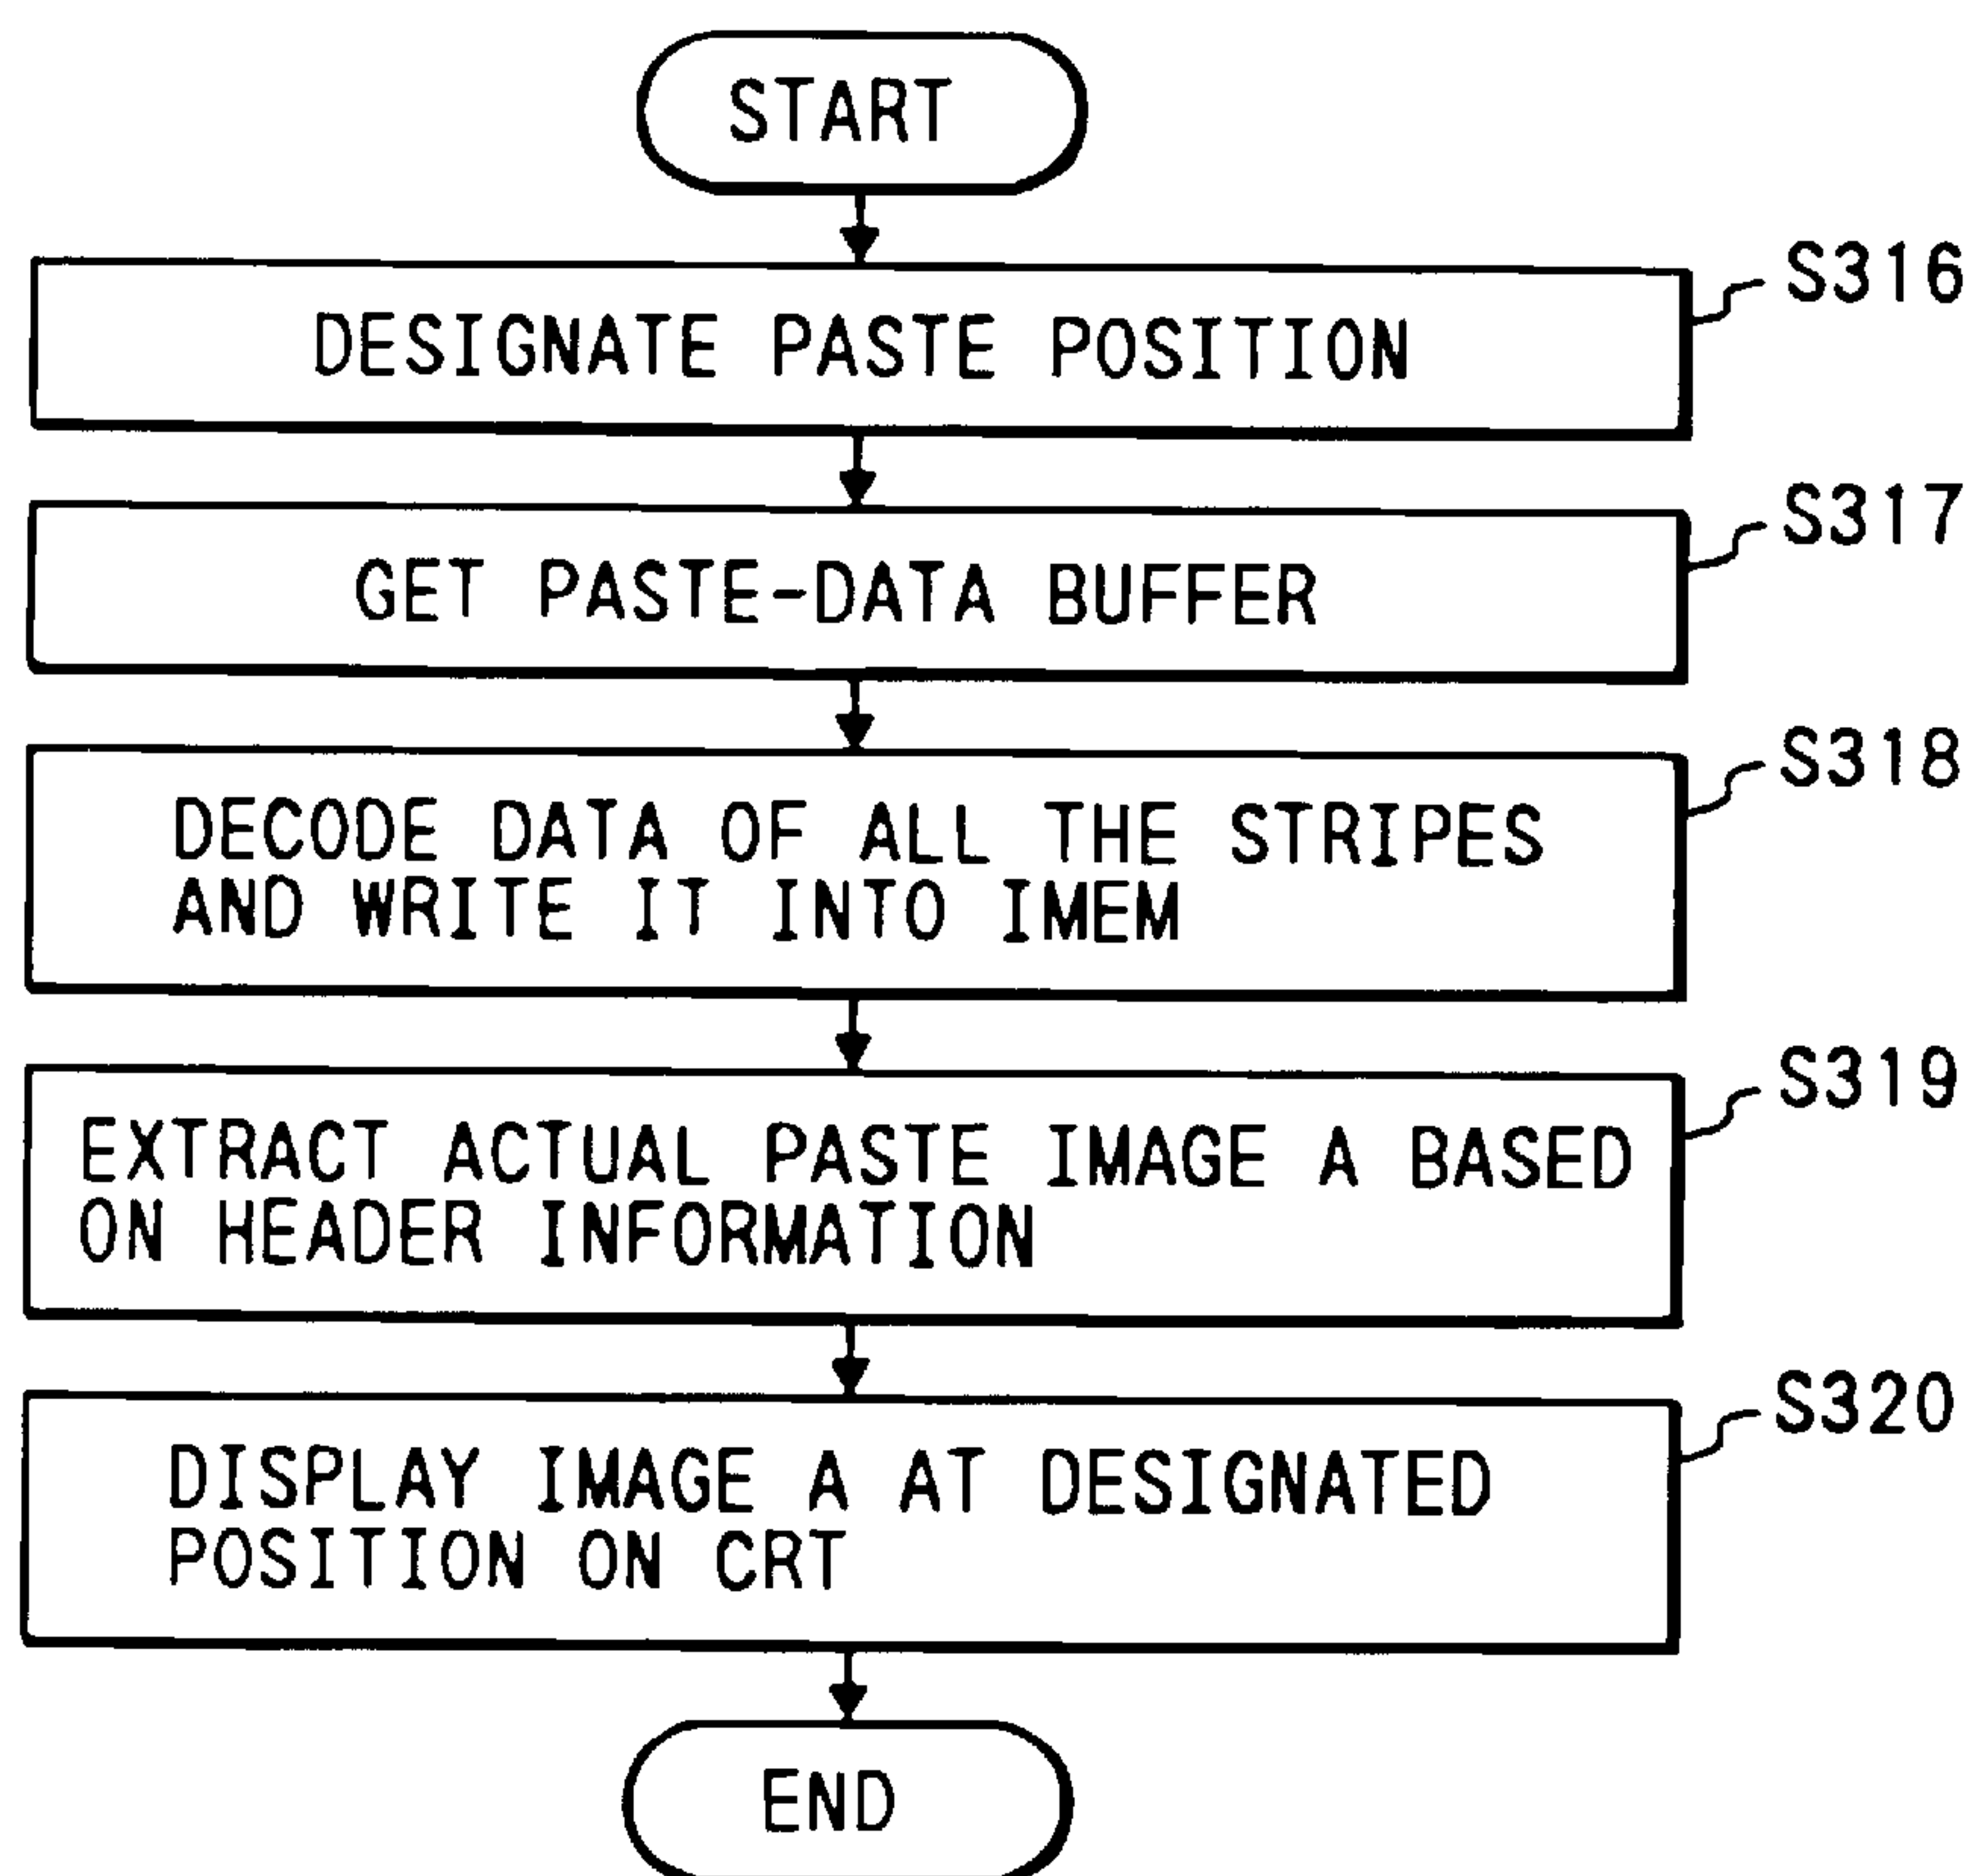 START
S316
DESIGNATE PASTE POSITION
S317
GET PASTE-DATA BUFFER
S318
DECODE DATA OF ALL THE STRIPES
AND WRITE IT INTO IMEM
S319
EXTRACT ACTUAL PASTE IMAGE A BASED
ON HEADER INFORMATION
S320
DISPLAY IMAGE A AT DESIGNATED
POSITION ON CRT
END